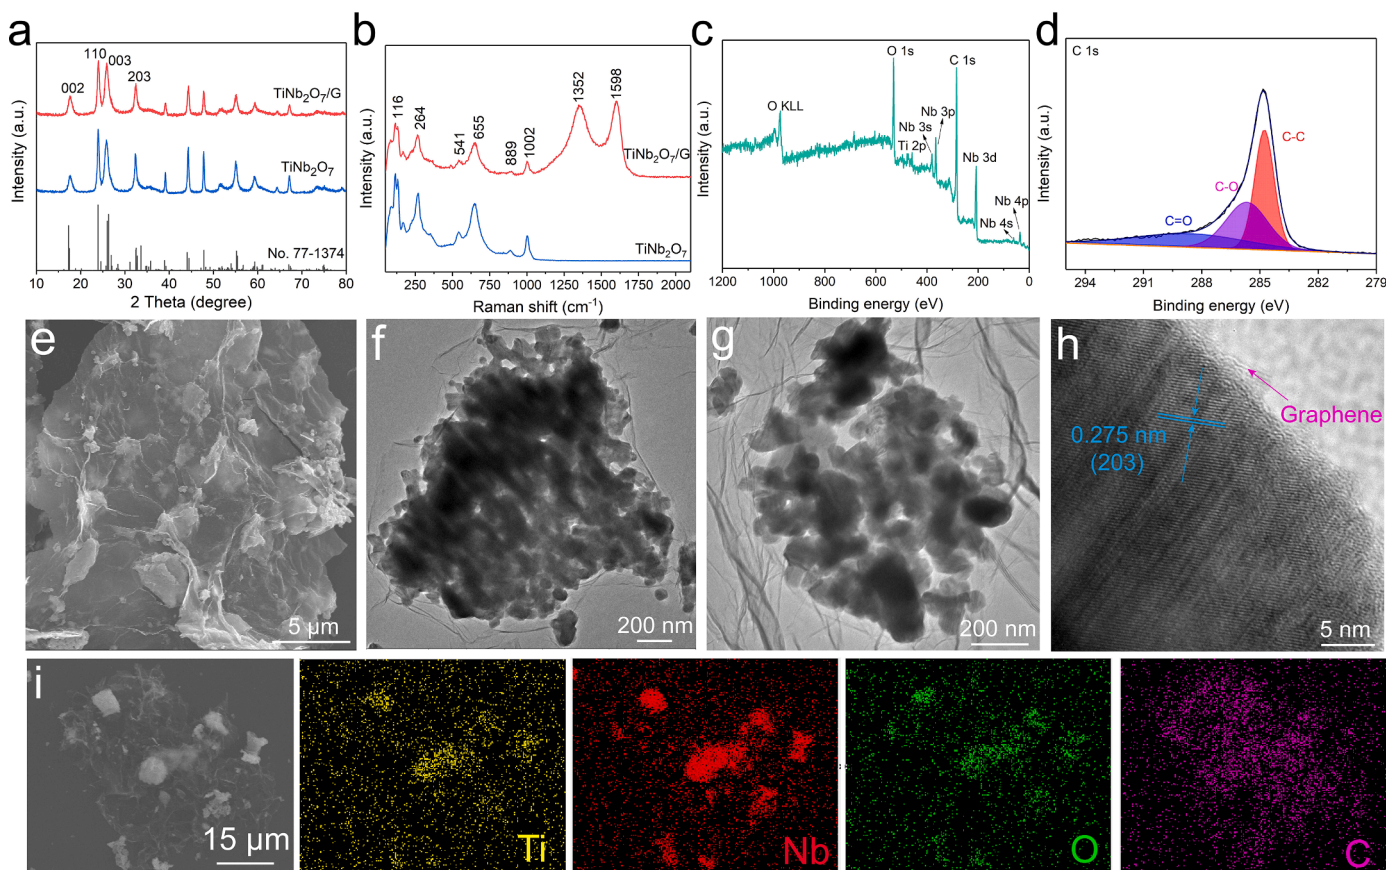 a
Intensity (a.u.)
002
110
003
203
TiNb₂O₇/G
TiNb₂O₇
No. 77-1374
10 20 30 40 50 60 70 80
2 Theta (degree)
b
Intensity (a.u.)
116
264
541
655
889
1002
1352
1598
TiNb₂O₇/G
TiNb₂O₇
250 500 750 1000 1250 1500 1750 2000
Raman shift (cm⁻¹)
c
Intensity (a.u.)
O KLL
O 1s
Ti 2p
Nb 3s
Nb 3p
C 1s
Nb 3d
Nb 4s
Nb 4p
1200 1000 800 600 400 200 0
Binding energy (eV)
d
Intensity (a.u.)
C 1s
C-C
C-O
C=O
294 291 288 285 282 279
Binding energy (eV)
e
5 μm
f
200 nm
g
200 nm
h
Graphene
0.275 nm
(203)
5 nm
i
15 μm
Ti
Nb
O
C